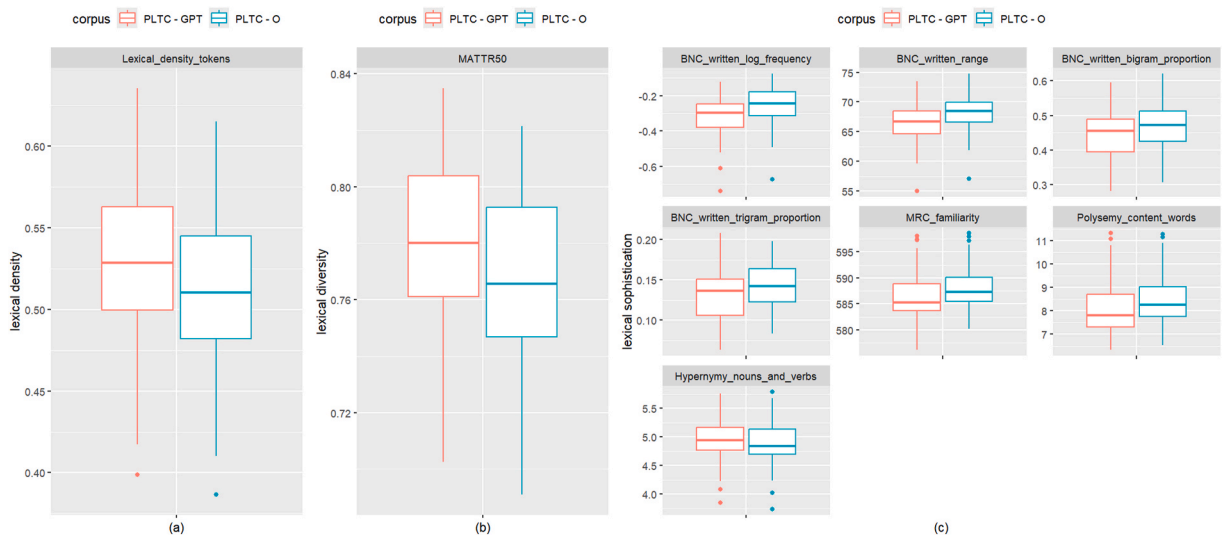 corpus PLTC - GPT PLTC - O
Lexical_density_tokens
lexical density
0.60
0.55
0.50
0.45
0.40
(a)
corpus PLTC - GPT PLTC - O
MATTR50
lexical diversity
0.84
0.80
0.76
0.72
(b)
corpus PLTC - GPT PLTC - O
lexical sophistication
BNC_written_log_frequency
-0.2
-0.4
-0.6
BNC_written_range
75
70
65
60
55
BNC_written_bigram_proportion
0.6
0.5
0.4
0.3
BNC_written_trigram_proportion
0.20
0.15
0.10
MRC_familiarity
595
590
585
580
Polysemy_content_words
11
10
9
8
7
Hypernymy_nouns_and_verbs
5.5
5.0
4.5
4.0
(c)